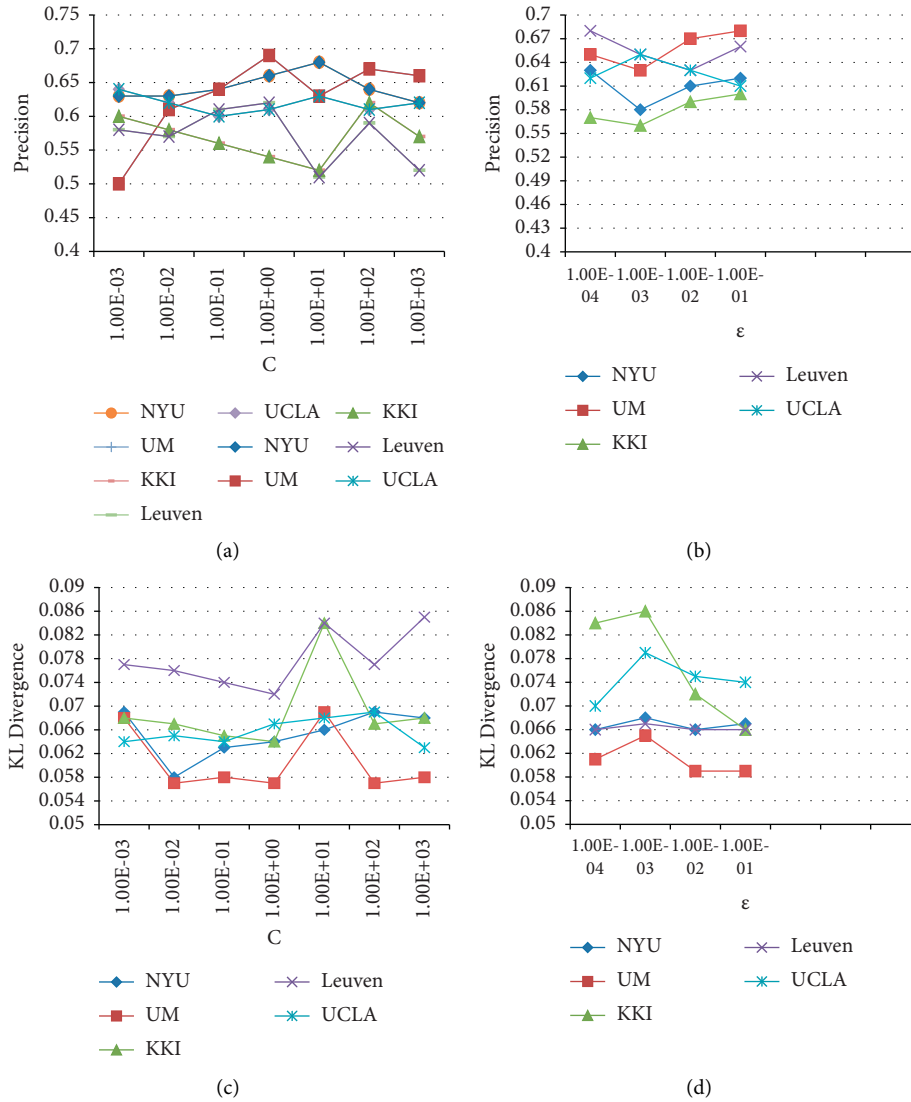 0.75
0.7
0.65
0.6
0.55
0.5
0.45
0.4
Precision
1.00E-03
1.00E-02
1.00E-01
1.00E+00
1.00E+01
1.00E+02
1.00E+03
C
NYU UCLA KKI
UM NYU Leuven
KKI UM UCLA
Leuven
(a)
0.7
0.67
0.64
0.61
0.58
0.55
0.52
0.49
0.46
0.43
0.4
Precision
1.00E- 1.00E- 1.00E- 1.00E-
04 03 02 01
ε
NYU Leuven
UM UCLA
KKI
(b)
0.09
0.086
0.082
0.078
0.074
0.07
0.066
0.062
0.058
0.054
0.05
KL Divergence
1.00E-03
1.00E-02
1.00E-01
1.00E+00
1.00E+01
1.00E+02
1.00E+03
C
NYU Leuven
UM UCLA
KKI
(c)
0.09
0.086
0.082
0.078
0.074
0.07
0.066
0.062
0.058
0.054
0.05
KL Divergence
1.00E- 1.00E- 1.00E- 1.00E-
04 03 02 01
ε
NYU Leuven
UM UCLA
KKI
(d)